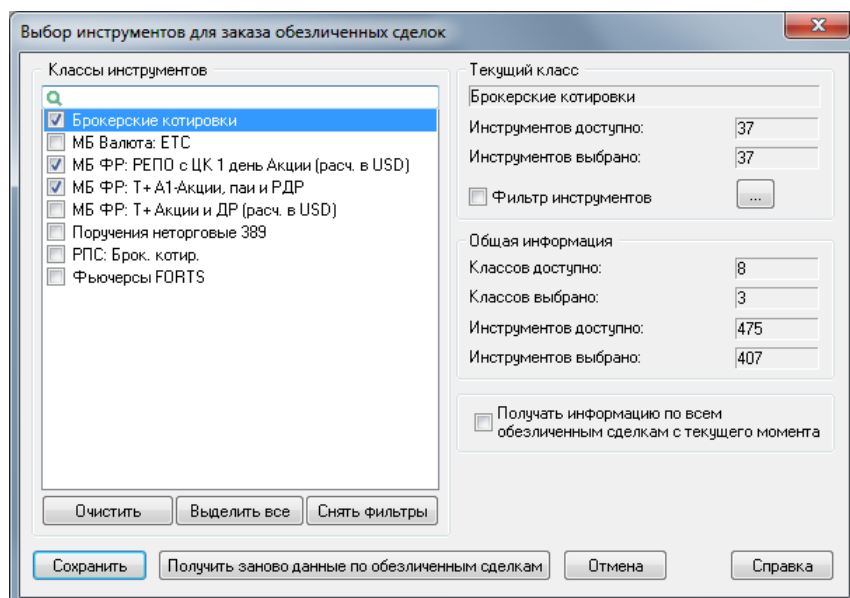 Выбор инструментов для заказа обезличенных сделок
Классы инструментов
Брокерские котировки
МБ Валюта: ETC
МБ ФР: РЕПО с ЦК 1 день Акции (расч. в USD)
МБ ФР: Т+ A1-Акции, паи и РДР
МБ ФР: Т+ Акции и ДР (расч. в USD)
Поручения неторговые 389
РПС: Брок. котир.
Фьючерсы FORTS
Очистить
Выделить все
Снять фильтры
Текущий класс
Брокерские котировки
Инструментов доступно: 37
Инструментов выбрано: 37
Фильтр инструментов ...
Общая информация
Классов доступно: 8
Классов выбрано: 3
Инструментов доступно: 475
Инструментов выбрано: 407
Получать информацию по всем
обезличенным сделкам с текущего момента
Сохранить
Получить заново данные по обезличенным сделкам
Отмена
Справка